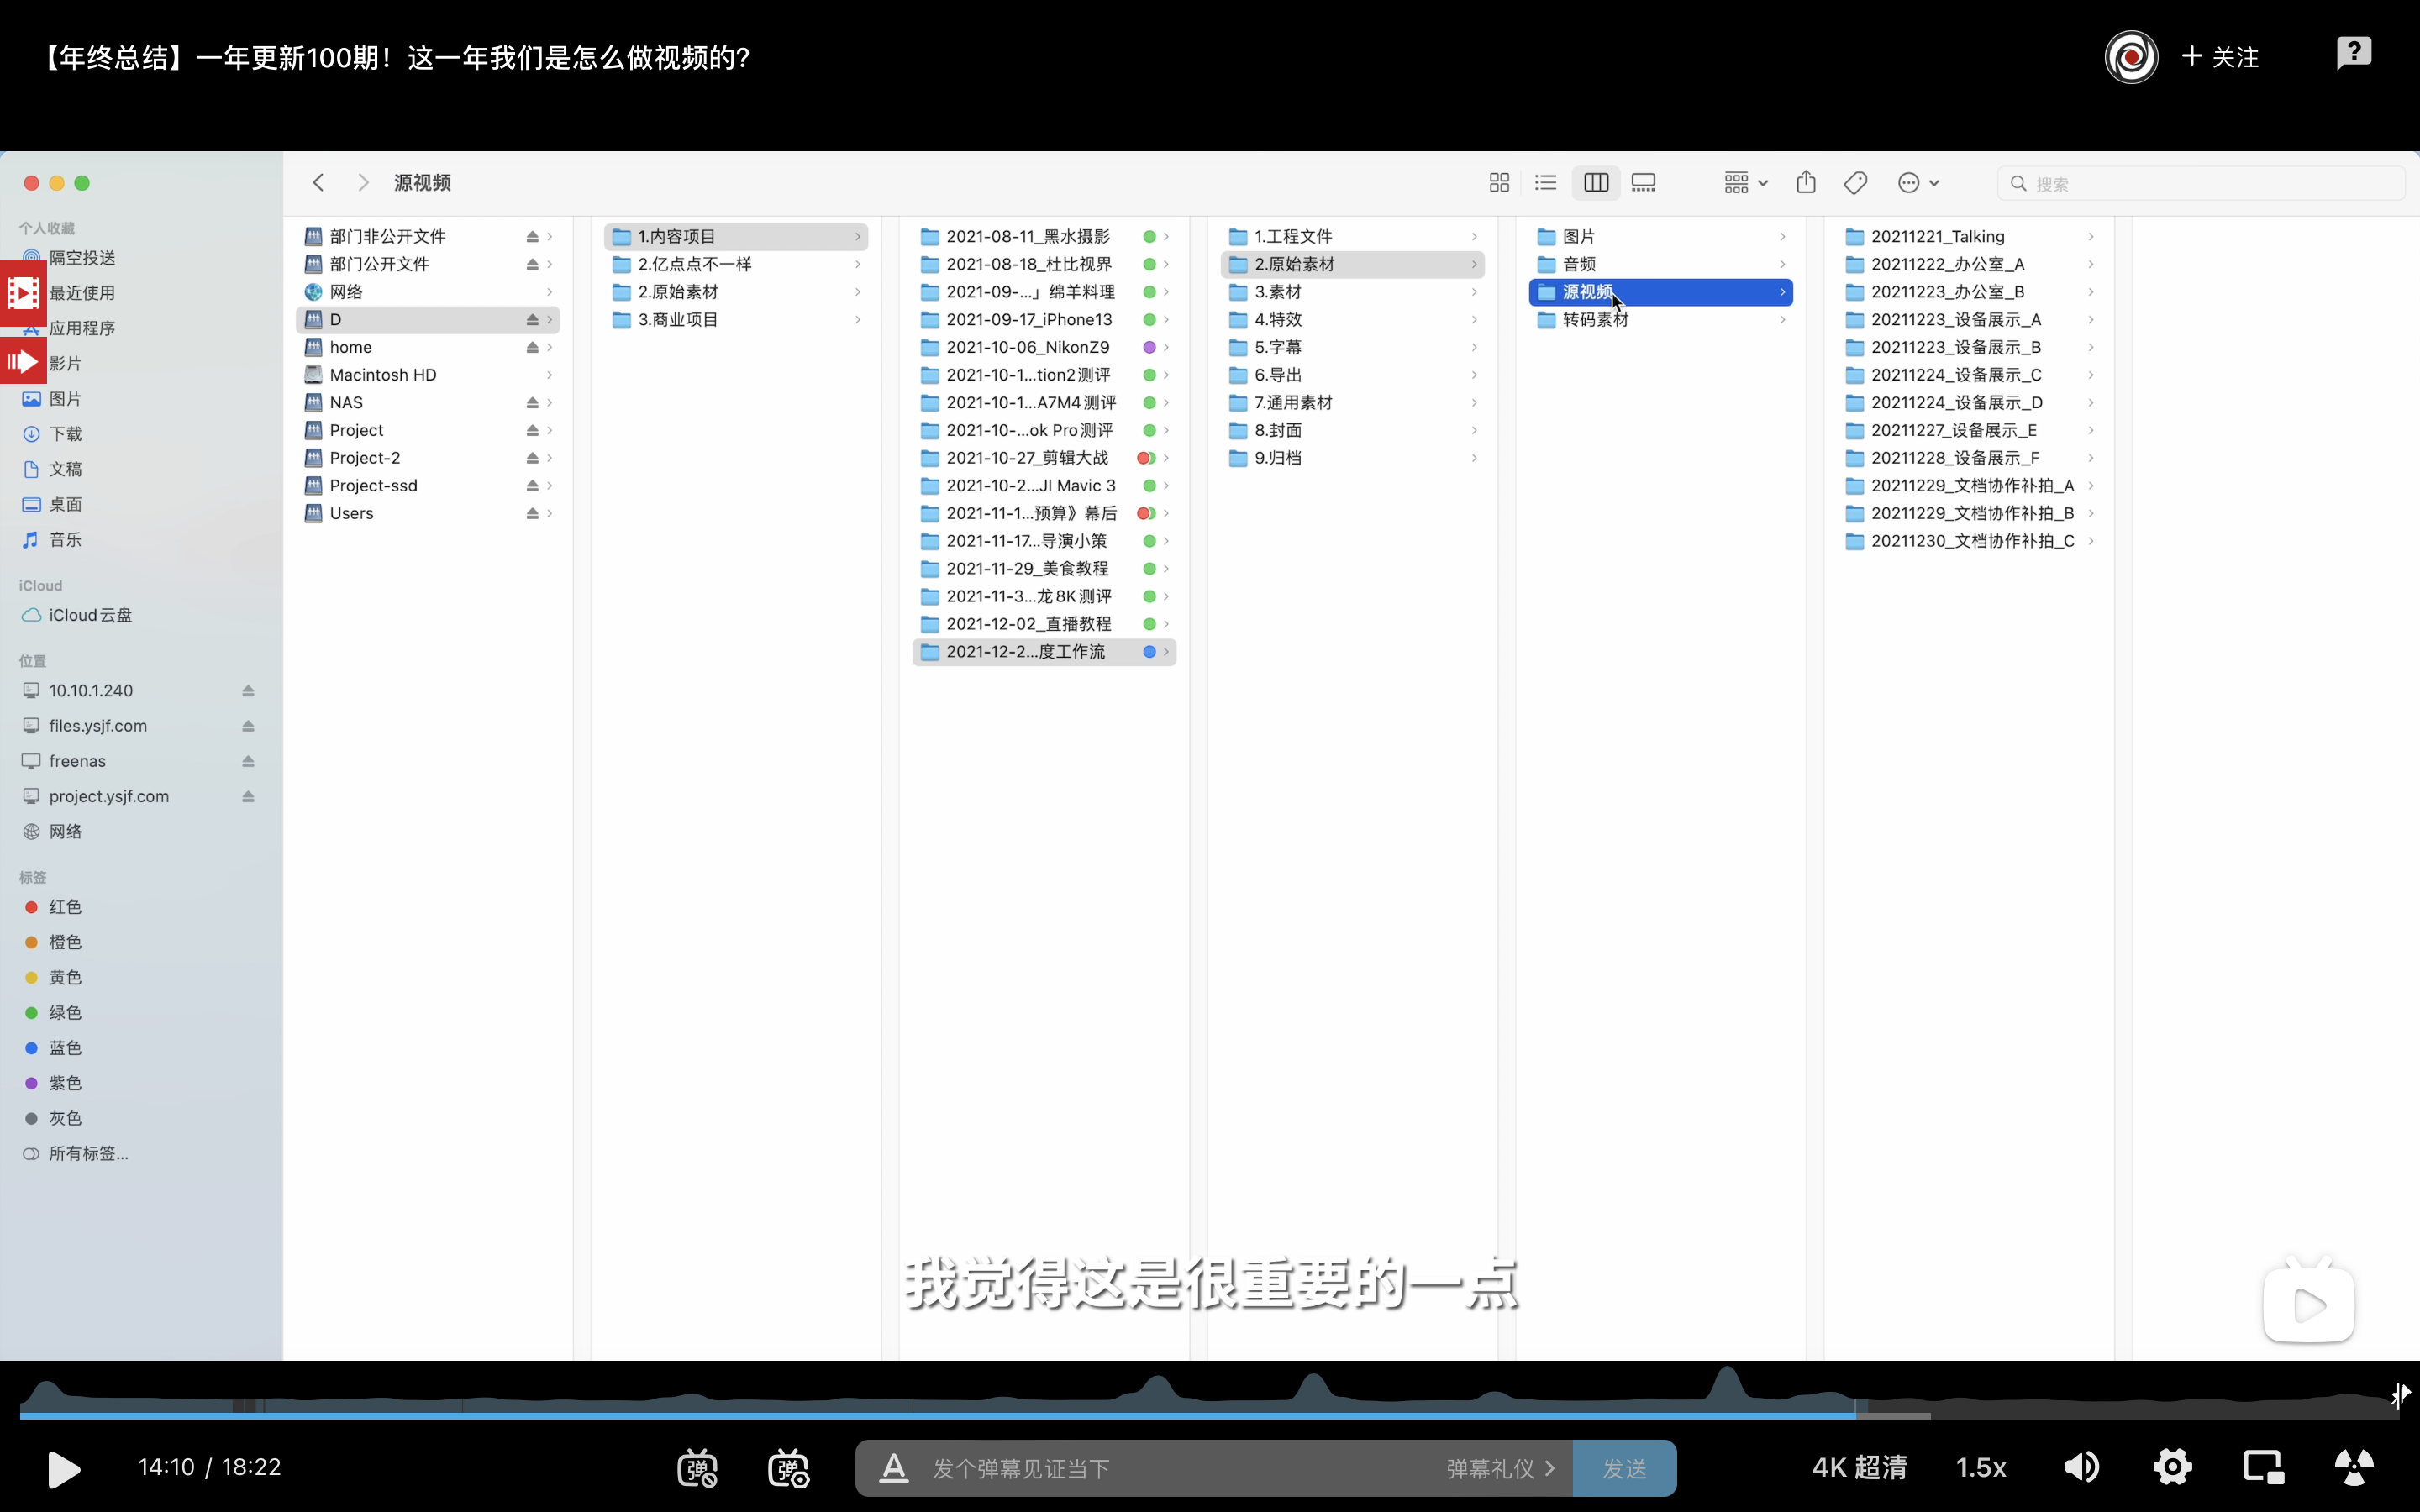 【年终总结】一年更新100期！这一年我们是怎么做视频的?
+ 关注
源视频
搜索
个人收藏
隔空投送
最近使用
应用程序
影片
图片
下载
文稿
桌面
音乐
iCloud
iCloud云盘
位置
10.10.1.240
files.ysjf.com
freenas
project.ysjf.com
网络
标签
红色
橙色
黄色
绿色
蓝色
紫色
灰色
所有标签...
部门非公开文件
部门公开文件
网络
D
home
Macintosh HD
NAS
Project
Project-2
Project-ssd
Users
1.内容项目
2.亿点点不一样
2.原始素材
3.商业项目
2021-08-11_黑水摄影
2021-08-18_杜比视界
2021-09-...」绵羊料理
2021-09-17_iPhone13
2021-10-06_NikonZ9
2021-10-1...tion2测评
2021-10-1...A7M4测评
2021-10-...ok Pro测评
2021-10-27_剪辑大战
2021-10-2...JI Mavic 3
2021-11-1...预算》幕后
2021-11-17...导演小策
2021-11-29_美食教程
2021-11-3...龙8K测评
2021-12-02_直播教程
2021-12-2...度工作流
1.工程文件
2.原始素材
3.素材
4.特效
5.字幕
6.导出
7.通用素材
8.封面
9.归档
图片
音频
源视频
转码素材
20211221_Talking
20211222_办公室_A
20211223_办公室_B
20211223_设备展示_A
20211223_设备展示_B
20211224_设备展示_C
20211224_设备展示_D
20211227_设备展示_E
20211228_设备展示_F
20211229_文档协作补拍_A
20211229_文档协作补拍_B
20211230_文档协作补拍_C
我觉得这是很重要的一点
14:10 / 18:22
弹
弹
A
发个弹幕见证当下
弹幕礼仪 >
发送
4K 超清
1.5x